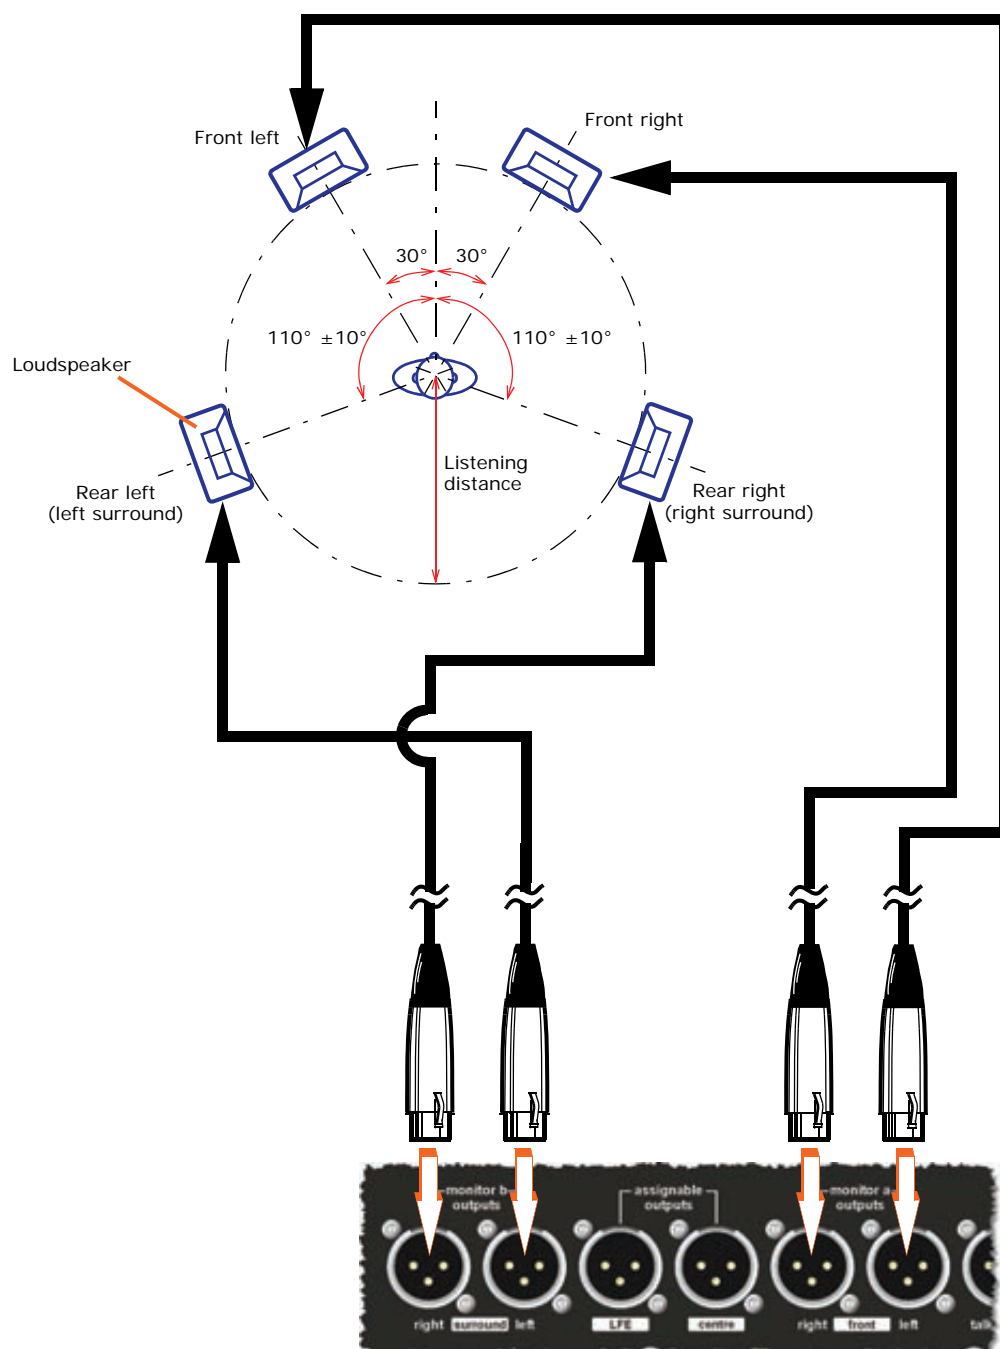 Front left
Front right
30°
30°
110° ±10°
110° ±10°
Loudspeaker
Listening
distance
Rear left
(left surround)
Rear right
(right surround)
monitor b
outputs
assignable
outputs
monitor a
outputs
right surround left
LFE
centre
right front left
talk